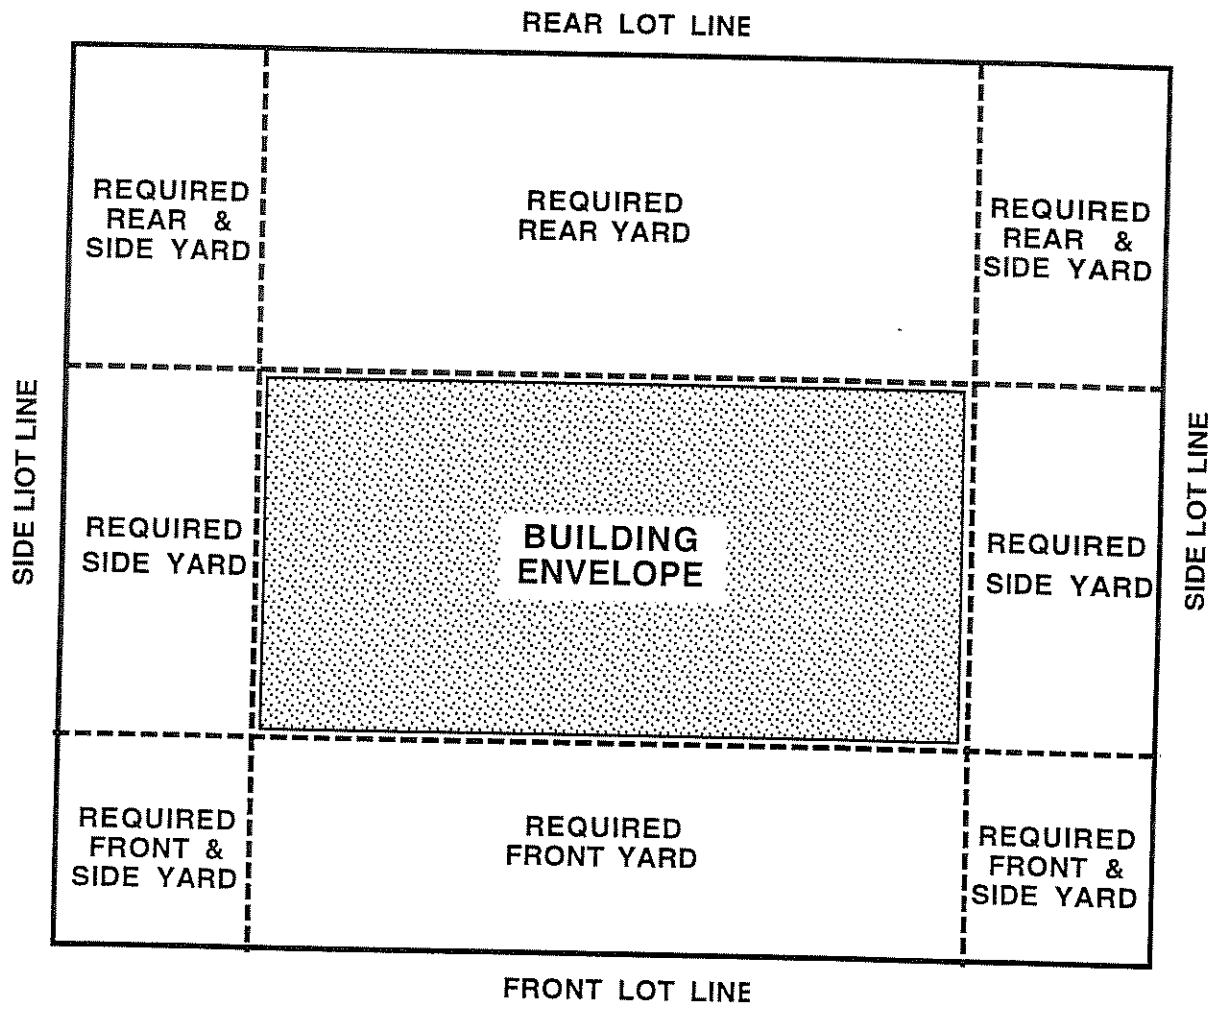 REAR LOT LINE
REQUIRED
REAR &
SIDE YARD
REQUIRED
REAR YARD
REQUIRED
REAR &
SIDE YARD
SIDE LIOT LINE
REQUIRED
SIDE YARD
BUILDING
ENVELOPE
REQUIRED
SIDE YARD
SIDE LOT LINE
REQUIRED
FRONT &
SIDE YARD
REQUIRED
FRONT YARD
REQUIRED
FRONT &
SIDE YARD
FRONT LOT LINE